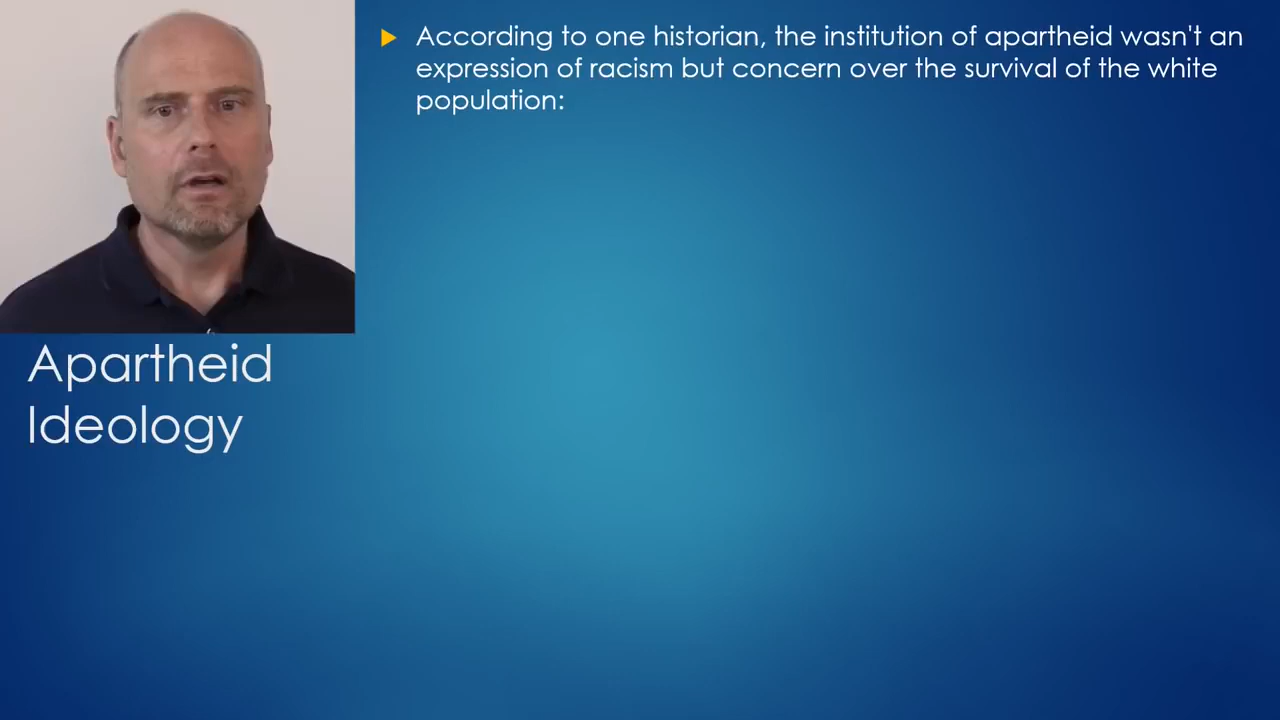 According to one historian, the institution of apartheid wasn't an
expression of racism but concern over the survival of the white
population:
Apartheid
Ideology